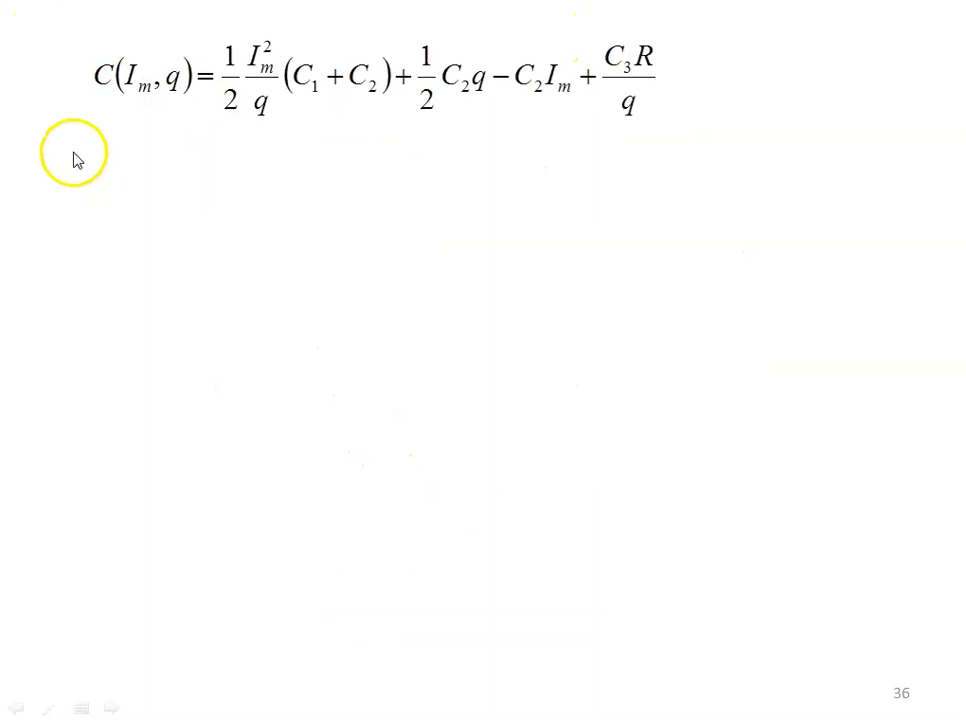 C(I_m, q) = \frac{1}{2} \frac{I_m^2}{q} (C_1 + C_2) + \frac{1}{2} C_2 q - C_2 I_m + \frac{C_3 R}{q}
36